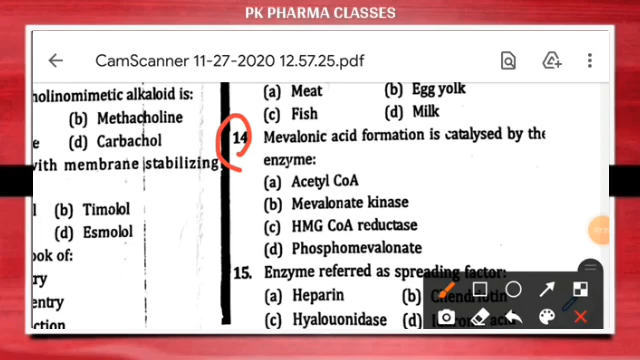 PK PHARMA CLASSES
CamScanner 11-27-2020 12.57.25.pdf
holinomimetic alkaloid is:
(b) Methacholine
e (d) Carbachol
with membrane stabilizing
l (b) Timolol
(d) Esmolol
ook of:
ry
entry
ction
(a) Meat (b) Egg yolk
(c) Fish (d) Milk
14 Mevalonic acid formation is catalysed by the
enzyme:
(a) Acetyl CoA
(b) Mevalonate kinase
(c) HMG CoA reductase
(d) Phosphomevalonate
15. Enzyme referred as spreading factor:
(a) Heparin (b) Chendriotin
(c) Hyalouonidase (d) acid